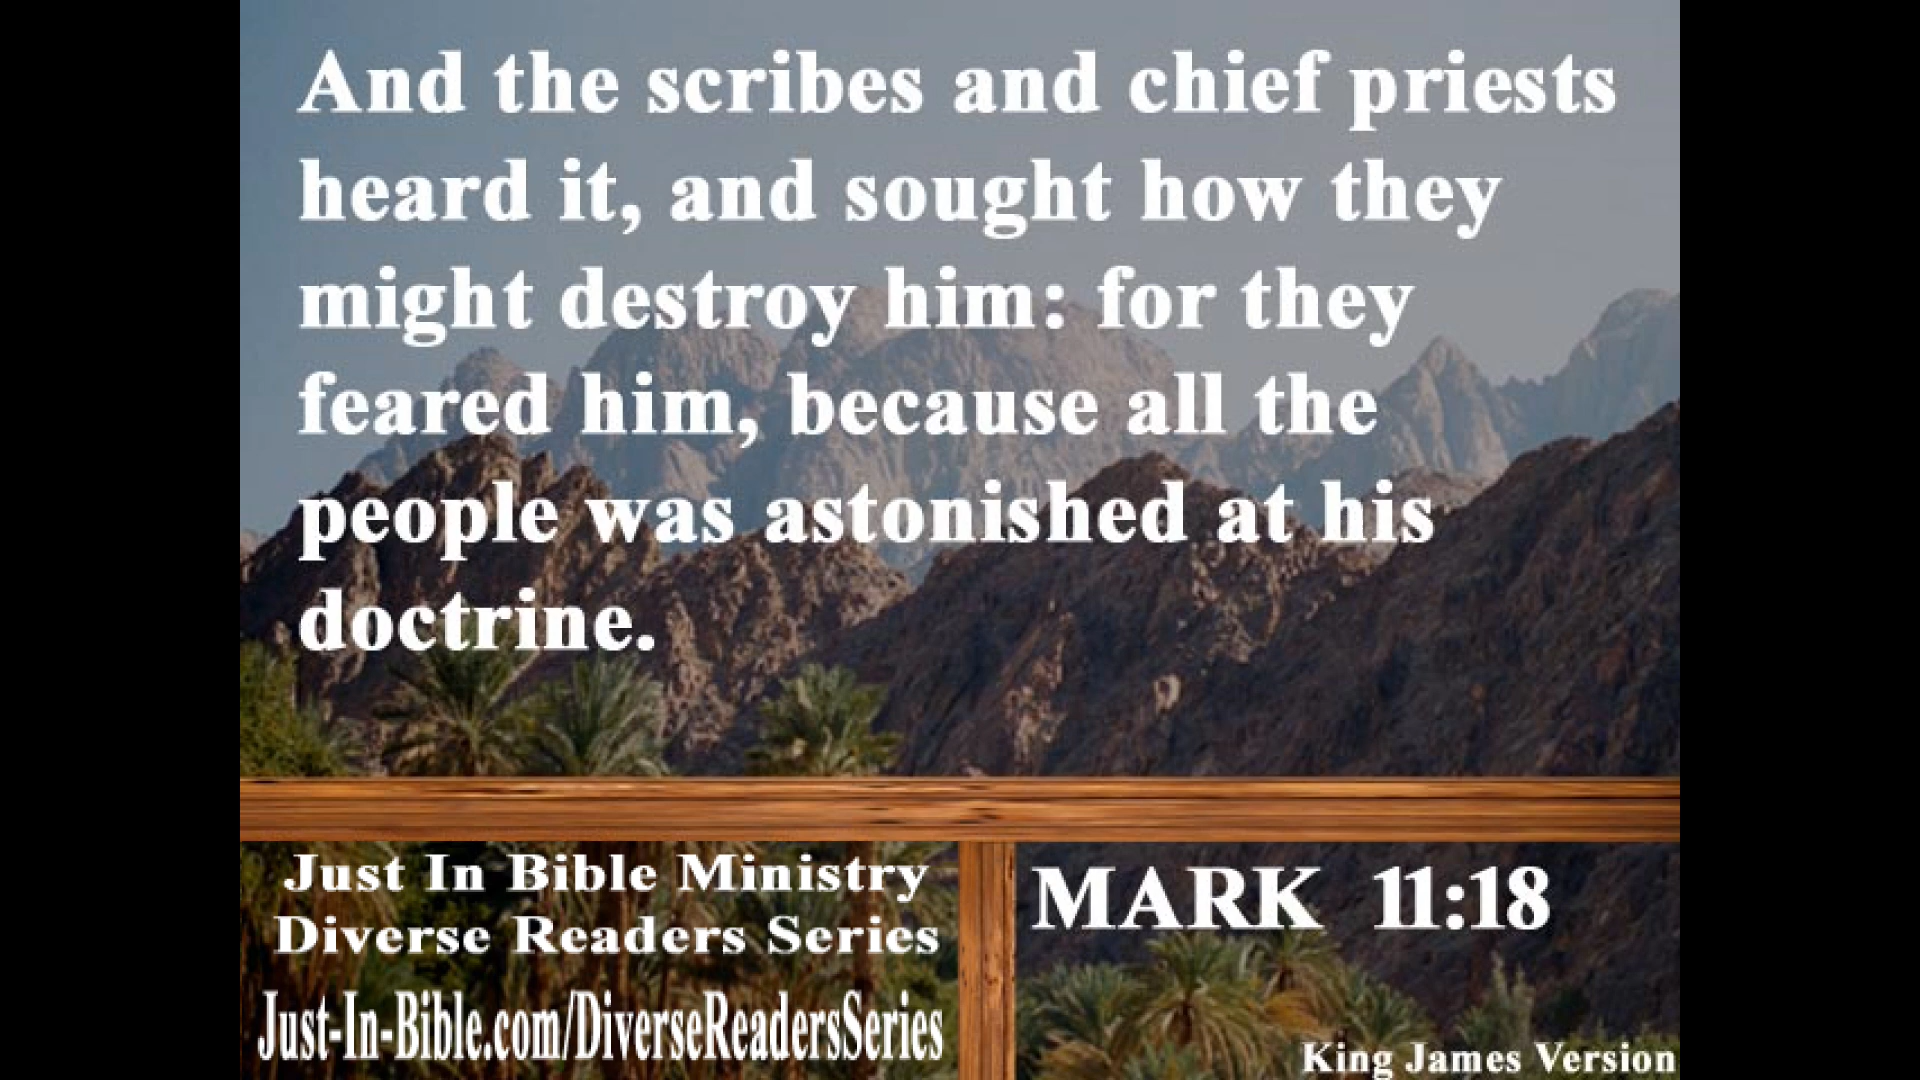 And the scribes and chief priests
heard it, and sought how they
might destroy him: for they
feared him, because all the
people was astonished at his
doctrine.
Just In Bible Ministry
Diverse Readers Series
Just-In-Bible.com/DiverseReadersSeries
MARK 11:18
King James Version